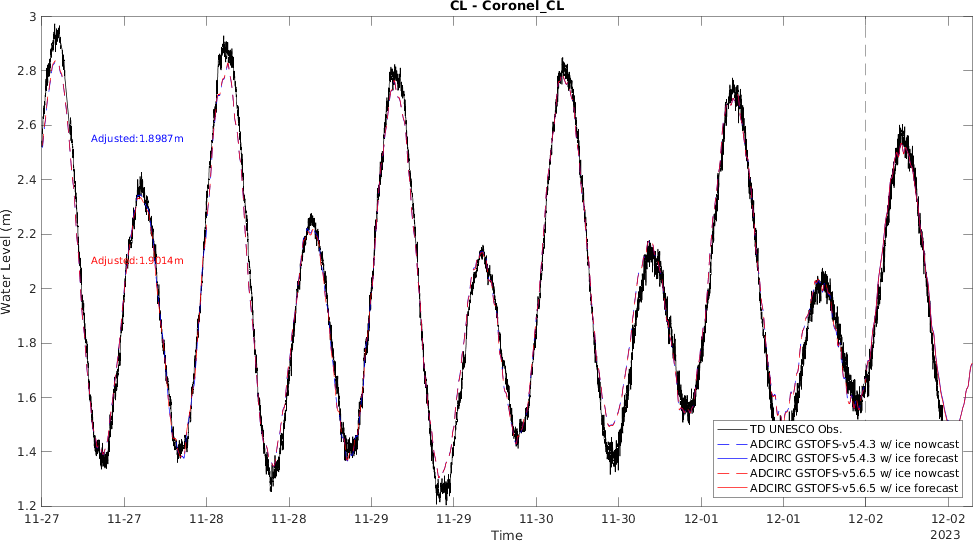 CL - Coronel_CL
3
2.8
2.6
2.4
2.2
2
1.8
1.6
1.4
1.2
Water Level (m)
Adjusted:1.8987m
Adjusted:1.9014m
TD UNESCO Obs.
ADCIRC GSTOFS-v5.4.3 w/ ice nowcast
ADCIRC GSTOFS-v5.4.3 w/ ice forecast
ADCIRC GSTOFS-v5.6.5 w/ ice nowcast
ADCIRC GSTOFS-v5.6.5 w/ ice forecast
11-27 11-27 11-28 11-28 11-29 11-29 11-30 11-30 12-01 12-01 12-02 12-02
Time
2023